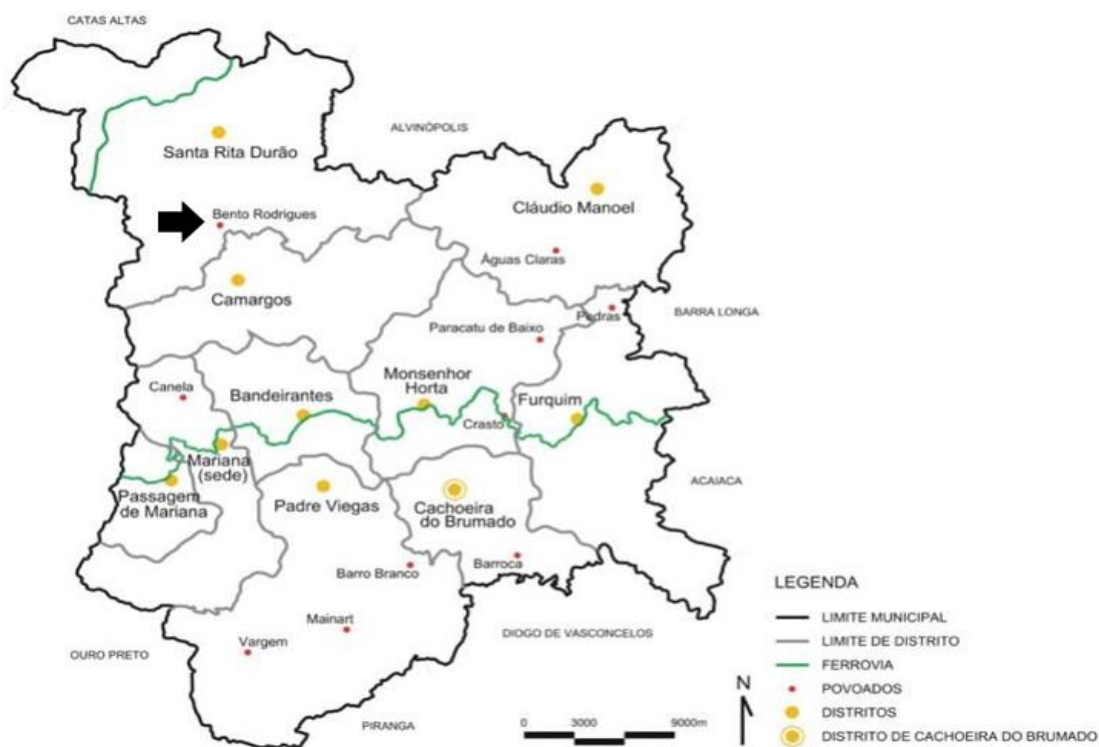 CATAS ALTAS
ALVINÓPOLIS
Santa Rita Durão
Cláudio Manoel
Bento Rodrigues
Águas Claras
Camargos
Pedras
BARRA LONGA
Paracatu de Baixo
Canela
Bandeirantes
Monsenhor
Horta
Furquim
Crasto
Mariana
(sede)
Passagem
de Mariana
Padre Viegas
Cachoeira
do Brumado
ACAIACA
Barro Branco
Barroca
Mainart
Vargem
OURO PRETO
DIOGO DE VASCONCELOS
PIRANGA
LEGENDA
LIMITE MUNICIPAL
LIMITE DE DISTRITO
FERROVIA
POVOADOS
DISTRITOS
DISTRITO DE CACHOEIRA DO BRUMADO
N
0 3000 9000m